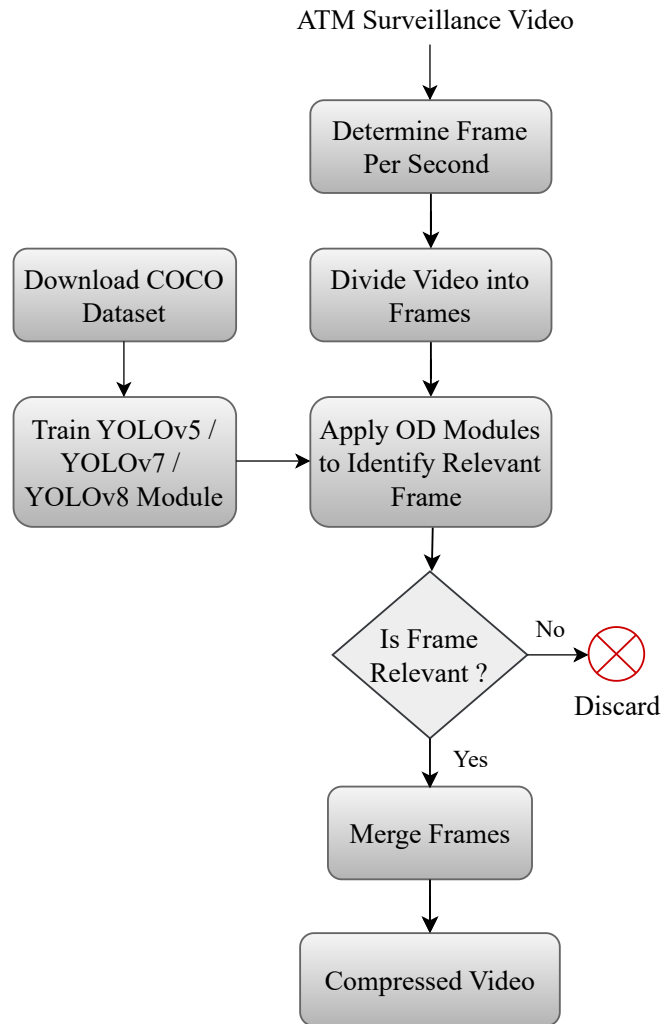 ATM Surveillance Video
Determine Frame
Per Second
Download COCO
Dataset
Divide Video into
Frames
Train YOLOv5 /
YOLOv7 /
YOLOv8 Module
Apply OD Modules
to Identify Relevant
Frame
Is Frame
Relevant ?
No
Discard
Yes
Merge Frames
Compressed Video